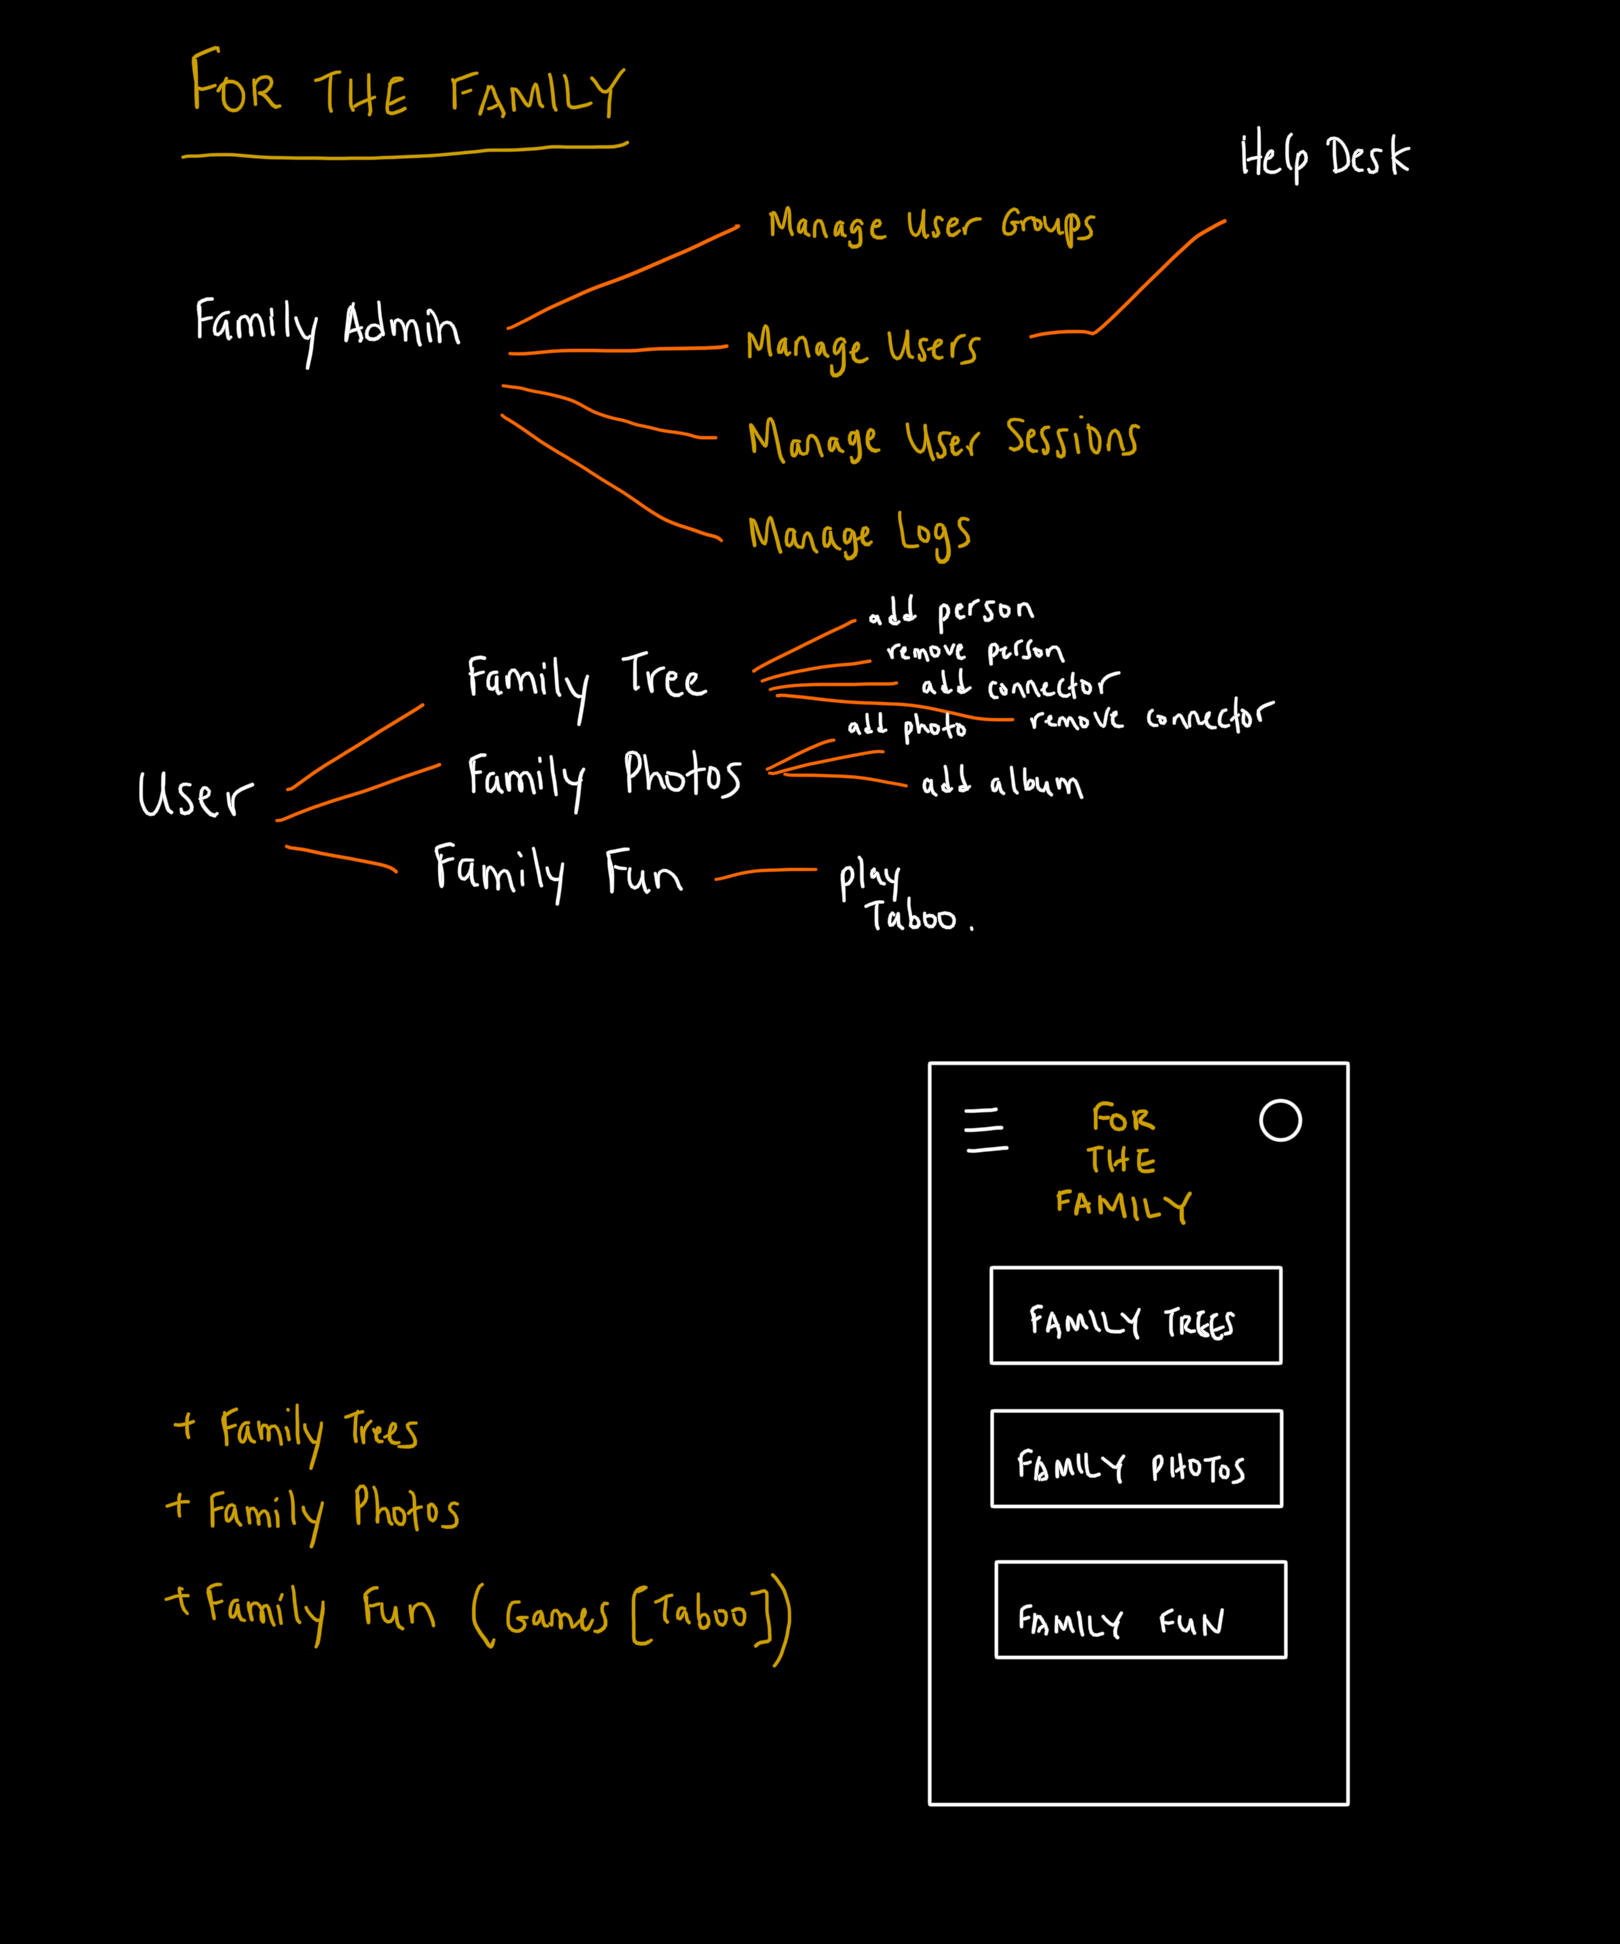 FOR THE FAMILY
Help Desk
Manage User Groups
Family Admin
Manage Users
Manage User Sessions
Manage Logs
add person
remove person
Family Tree
add connector
remove connector
add photo
Family Photos
add album
User
Family Fun
play
Taboo.
FOR
THE
FAMILY
FAMILY TREES
FAMILY PHOTOS
FAMILY FUN
+ Family Trees
+ Family Photos
+ Family Fun (Games [Taboo])